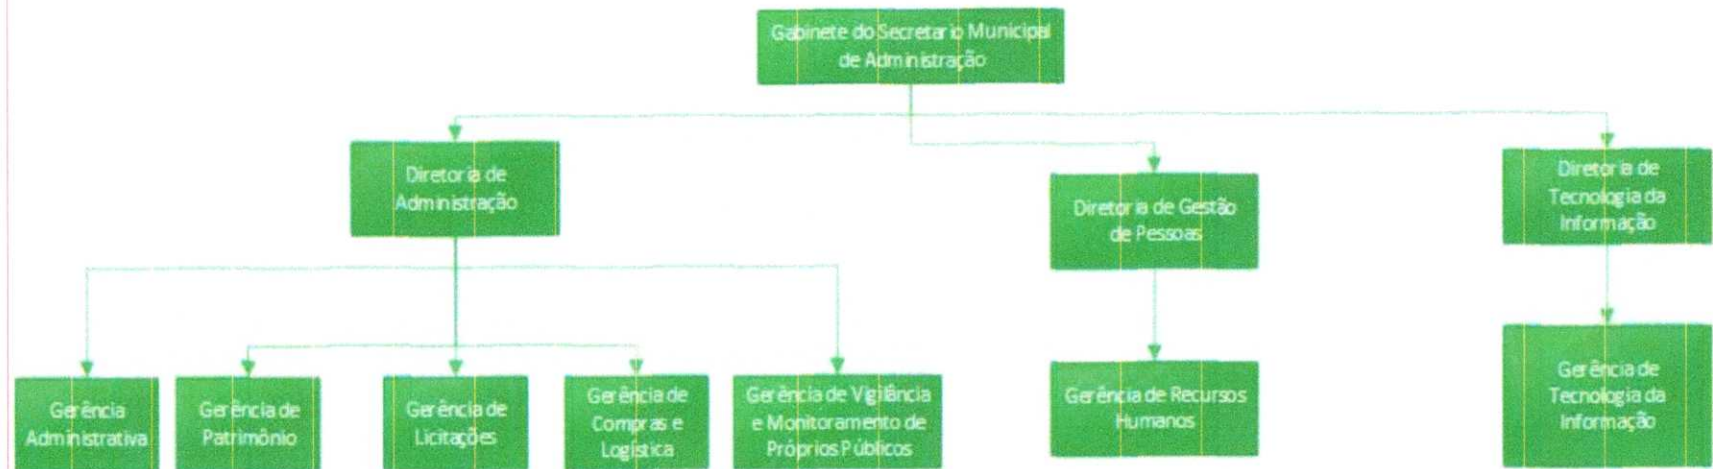 Gabinete do Secretario Municipal
de Administração
Diretoria de
Administração
Diretoria de Gestão
de Pessoas
Diretoria de
Tecnologia da
Informação
Gerência
Administrativa
Gerência de
Patrimônio
Gerência de
Licitações
Gerência de
Compras e
Logística
Gerência de Vigilância
e Monitoramento de
Próprios Públicos
Gerência de Recursos
Humanos
Gerência de
Tecnologia da
Informação